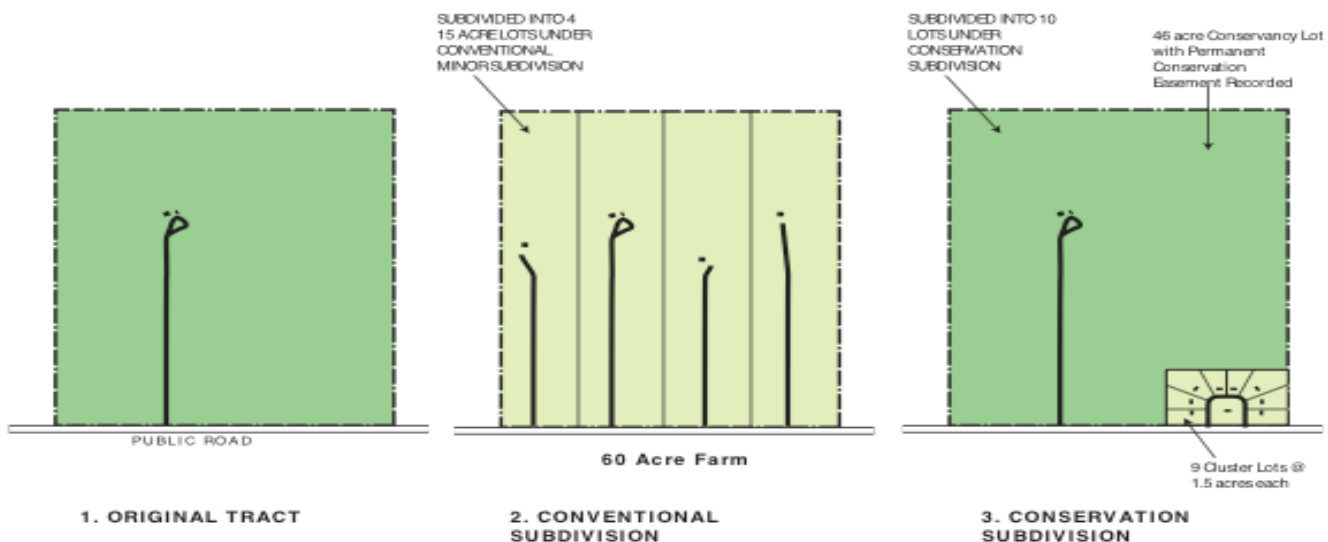 SUBDIVIDED INTO 4
15 ACRE LOTS UNDER
CONVENTIONAL
MINOR SUBDIVISION
SUBDIVIDED INTO 10
LOTS UNDER
CONSERVATION
SUBDIVISION
46 acre Conservancy Lot
with Permanent
Conservation
Easement Recorded
PUBLIC ROAD
60 Acre Farm
9 Cluster Lots @
1.5 acres each
1. ORIGINAL TRACT
2. CONVENTIONAL
SUBDIVISION
3. CONSERVATION
SUBDIVISION